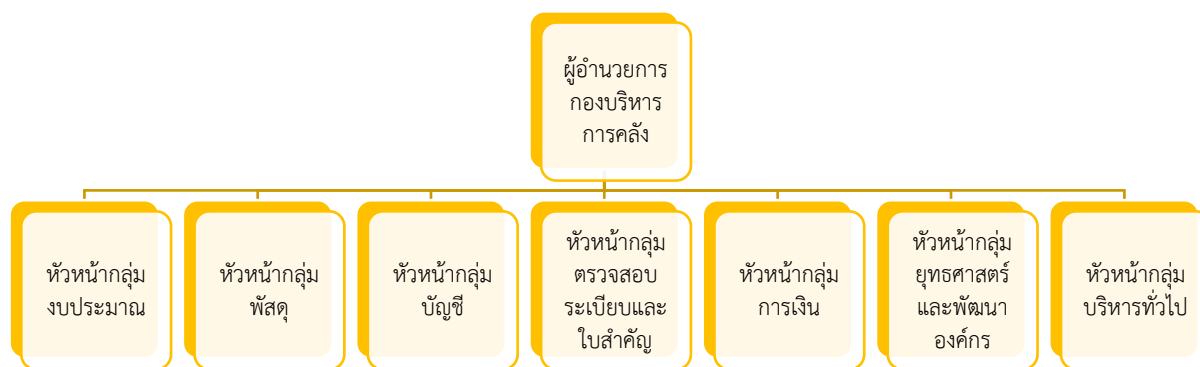 ผู้อำนวยการ
กองบริหาร
การคลัง
หัวหน้ากลุ่ม
งบประมาณ
หัวหน้ากลุ่ม
พัสดุ
หัวหน้ากลุ่ม
บัญชี
หัวหน้ากลุ่ม
ตรวจสอบ
ระเบียบและ
ใบสำคัญ
หัวหน้ากลุ่ม
การเงิน
หัวหน้ากลุ่ม
ยุทธศาสตร์
และพัฒนา
องค์กร
หัวหน้ากลุ่ม
บริหารทั่วไป